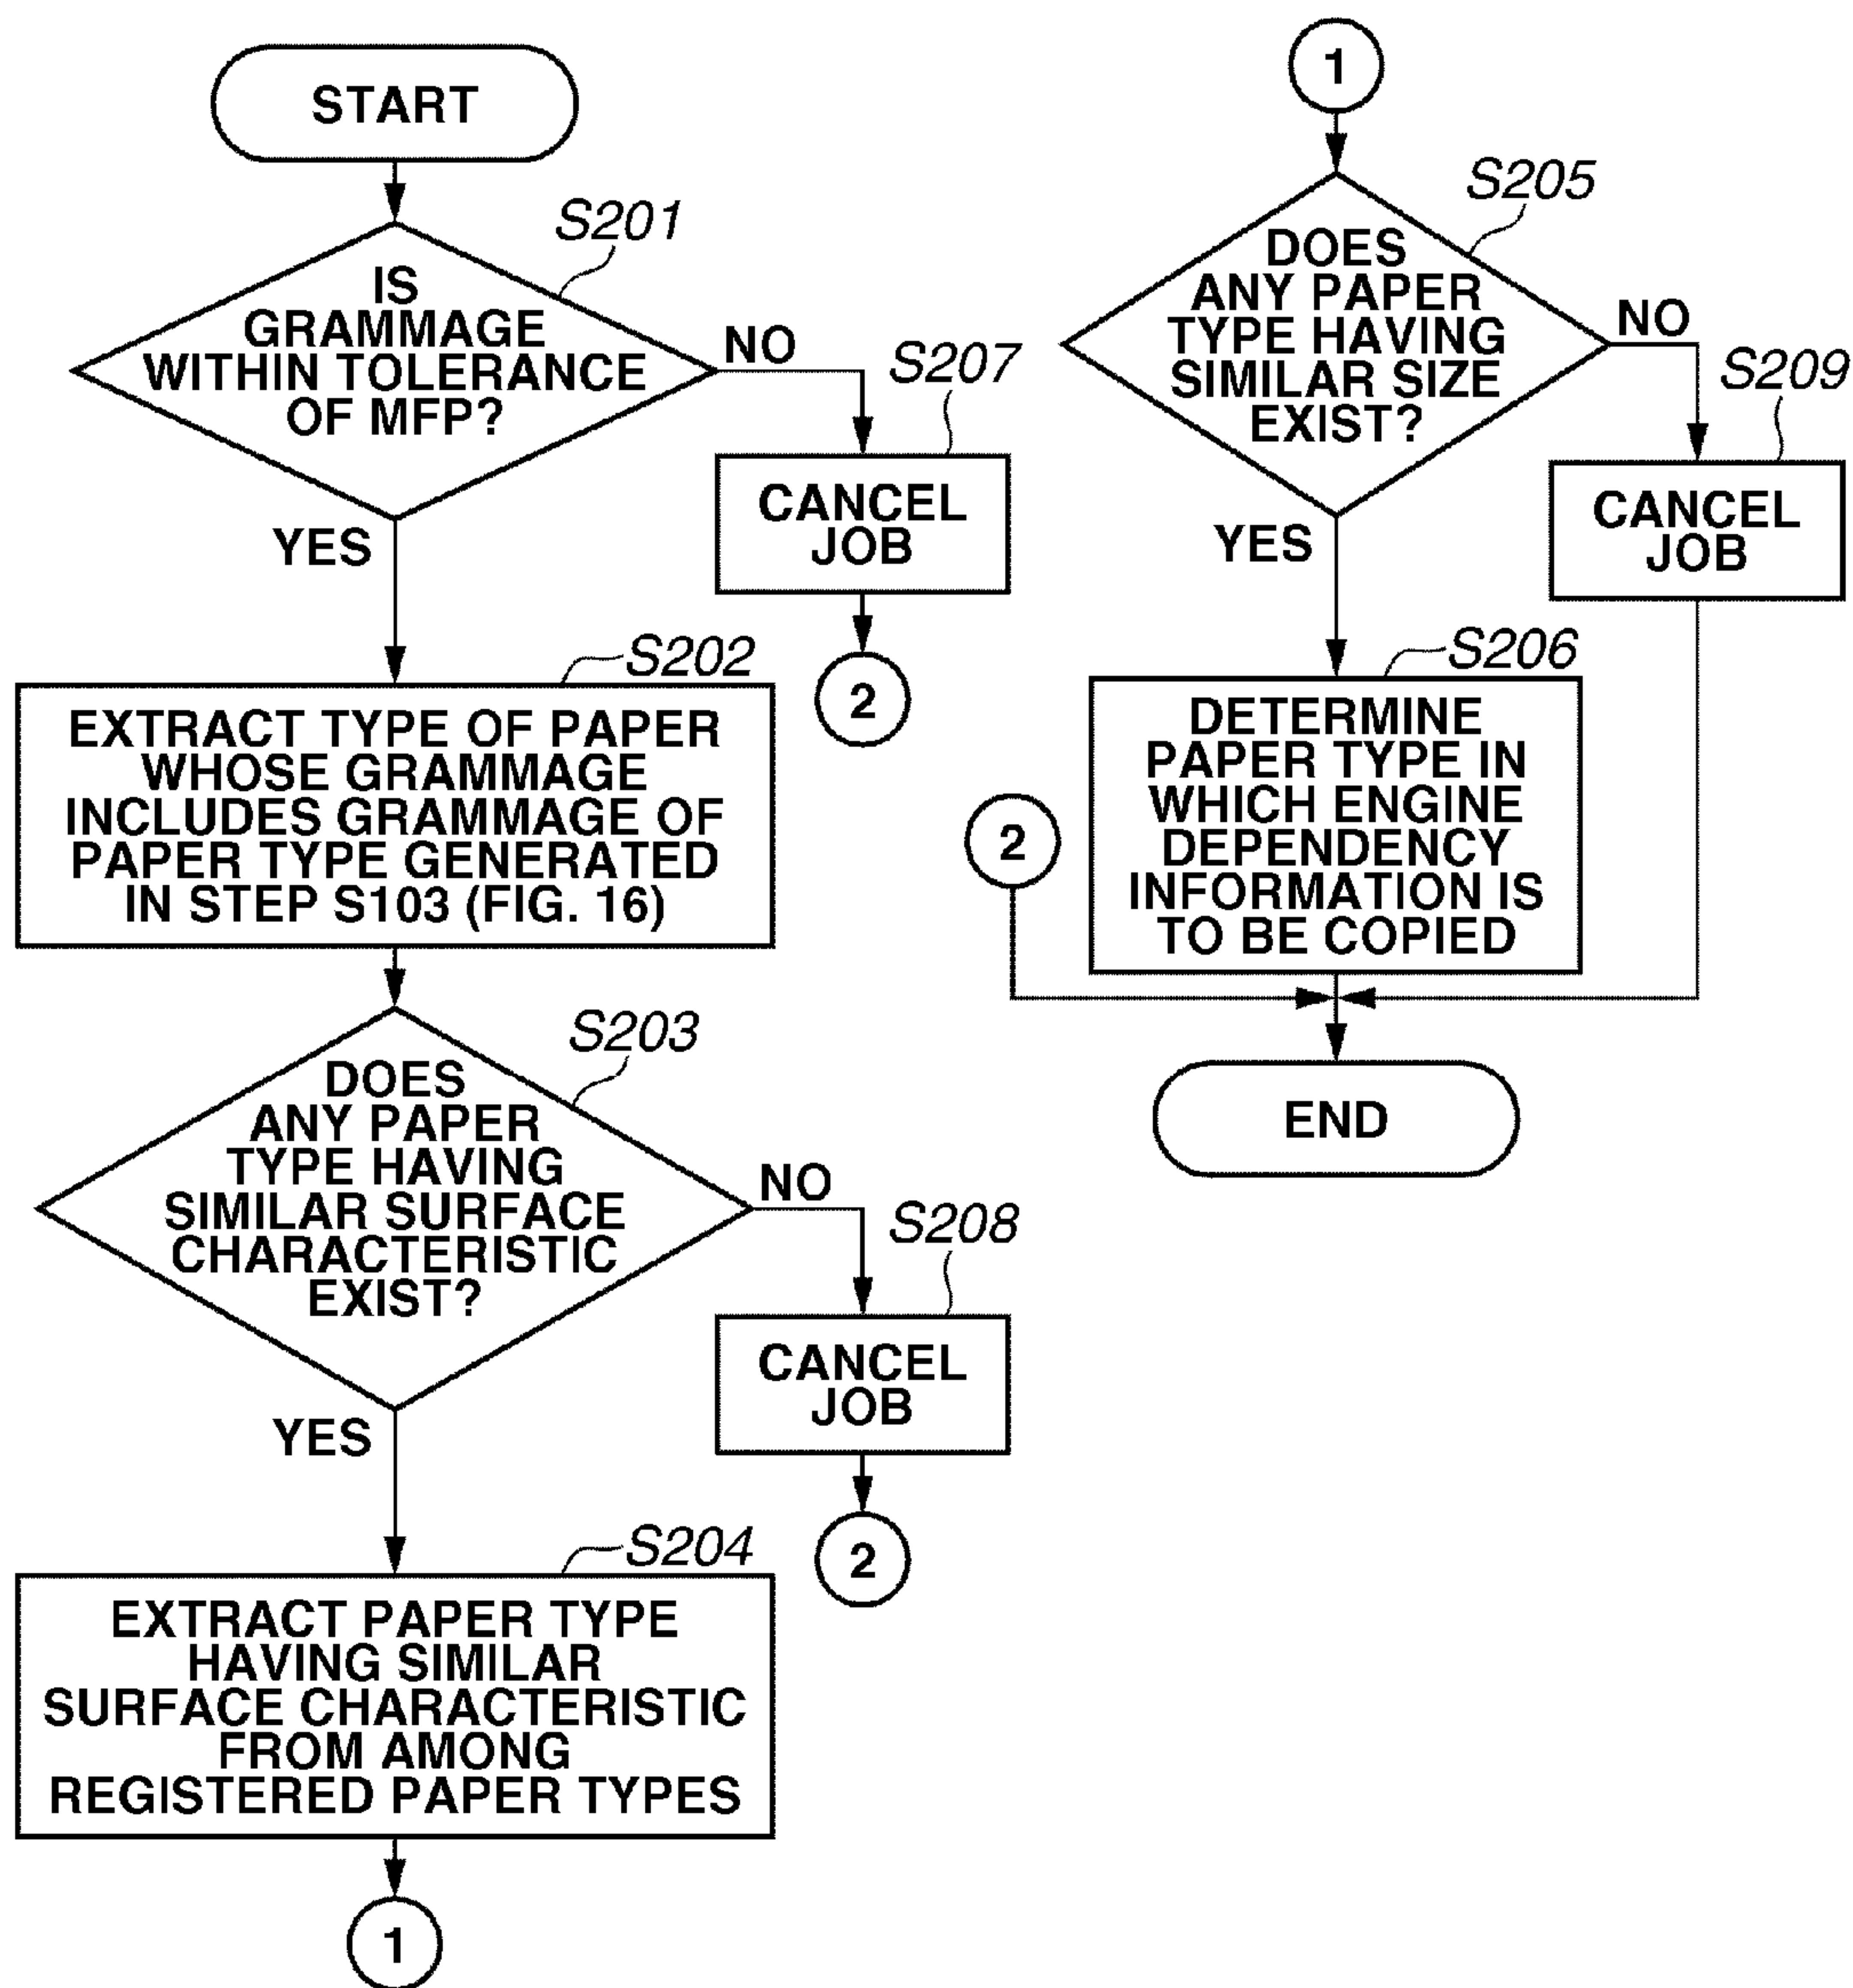 START
S201
IS
GRAMMAGE
WITHIN TOLERANCE
OF MFP?
NO
YES
S207
CANCEL
JOB
2
S202
EXTRACT TYPE OF PAPER
WHOSE GRAMMAGE
INCLUDES GRAMMAGE OF
PAPER TYPE GENERATED
IN STEP S103 (FIG. 16)
S203
DOES
ANY PAPER
TYPE HAVING
SIMILAR SURFACE
CHARACTERISTIC
EXIST?
NO
YES
S208
CANCEL
JOB
2
S204
EXTRACT PAPER TYPE
HAVING SIMILAR
SURFACE CHARACTERISTIC
FROM AMONG
REGISTERED PAPER TYPES
1
1
S205
DOES
ANY PAPER
TYPE HAVING
SIMILAR SIZE
EXIST?
NO
YES
S209
CANCEL
JOB
S206
DETERMINE
PAPER TYPE IN
WHICH ENGINE
DEPENDENCY
INFORMATION IS
TO BE COPIED
2
END